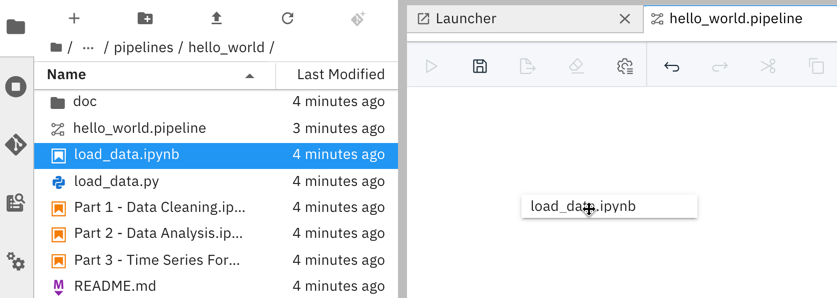 Launcher
hello_world.pipeline
/ ... / pipelines / hello_world /
Name Last Modified
doc 4 minutes ago
hello_world.pipeline 3 minutes ago
load_data.ipynb 4 minutes ago
load_data.py 4 minutes ago
Part 1 - Data Cleaning.ip... 4 minutes ago
Part 2 - Data Analysis.ip... 4 minutes ago
Part 3 - Time Series For... 4 minutes ago
README.md 4 minutes ago
load_data.ipynb